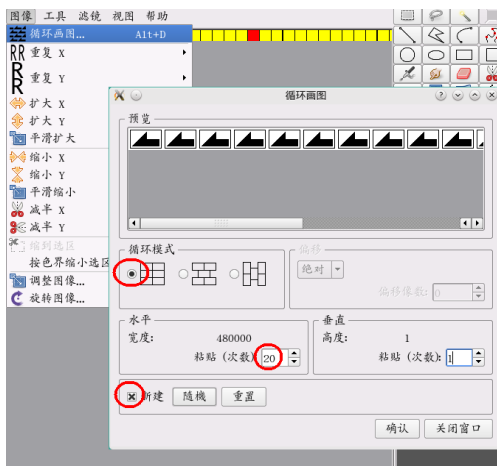 图像 工具 滤镜 视图 帮助
循环画图... Alt+D
重复 X
重复 Y
扩大 X
扩大 Y
平滑扩大
缩小 X
缩小 Y
平滑缩小
减半 X
减半 Y
缩到选区
按色界缩小选区
调整图像...
旋转图像...
循环画图
预览
循环模式
偏移
绝对
偏移像数: 0
水平
宽度: 480000
粘贴 (次数) 20
垂直
高度: 1
粘贴 (次数): 1
新建 随機 重置
确认 关闭窗口